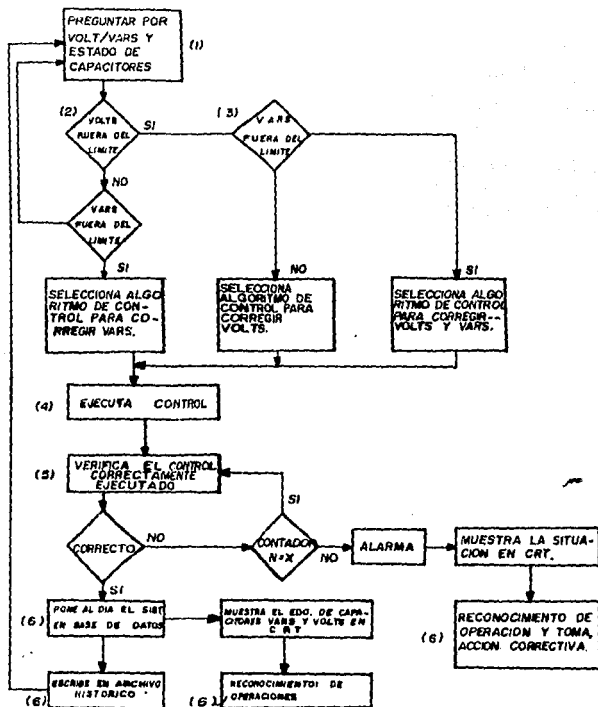 PREGUNTAR POR
VOLT/VARS Y
ESTADO DE
CAPACITORES
(1)
(2)
VOLTS
FUERA DEL
LIMITE
SI
(3)
VARS
FUERA DEL
LIMITE
NO
VARS
FUERA DEL
LIMITE
SI
NO
SI
SELECCIONA ALGO
RITMO DE CON-
TROL PARA CO-
RREGIR VARS.
SELECCIONA
ALGORITMO DE
CONTROL PARA
CORREGIR
VOLTS.
SELECCIONA ALGO
RITMO DE CONTROL
PARA CORREGIR--
VOLTS Y VARS.
(4)
EJECUTA CONTROL
(5)
VERIFICA EL CONTROL
CORRECTAMENTE
EJECUTADO
SI
CORRECTO
NO
CONTADOR
N=X
NO
ALARMA
MUESTRA LA SITUA-
CION EN CRT.
SI
(6)
PONE AL DIA EL SIST
EN BASE DE DATOS
MUESTRA EL EDO. DE CAPA-
CITORES VARS Y VOLTS EN
CRT
(6)
RECONOCIMIENTO DE
OPERACION Y TOMA,
ACCION CORRECTIVA.
(6)
ESCRIBE EN ARCHIVO
HISTORICO
(6)
RECONOCIMIENTO DE
OPERACIONES